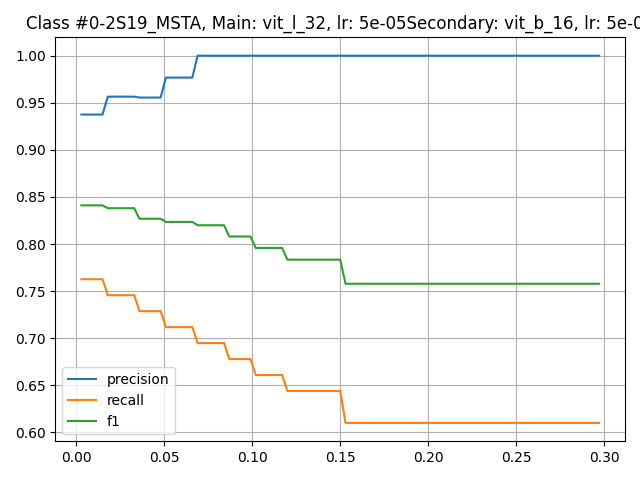 Class #0-2S19_MSTA, Main: vit_l_32, lr: 5e-05Secondary: vit_b_16, lr: 5e-0
1.00
0.95
0.90
0.85
0.80
0.75
0.70
0.65
0.60
precision
recall
f1
0.00 0.05 0.10 0.15 0.20 0.25 0.30